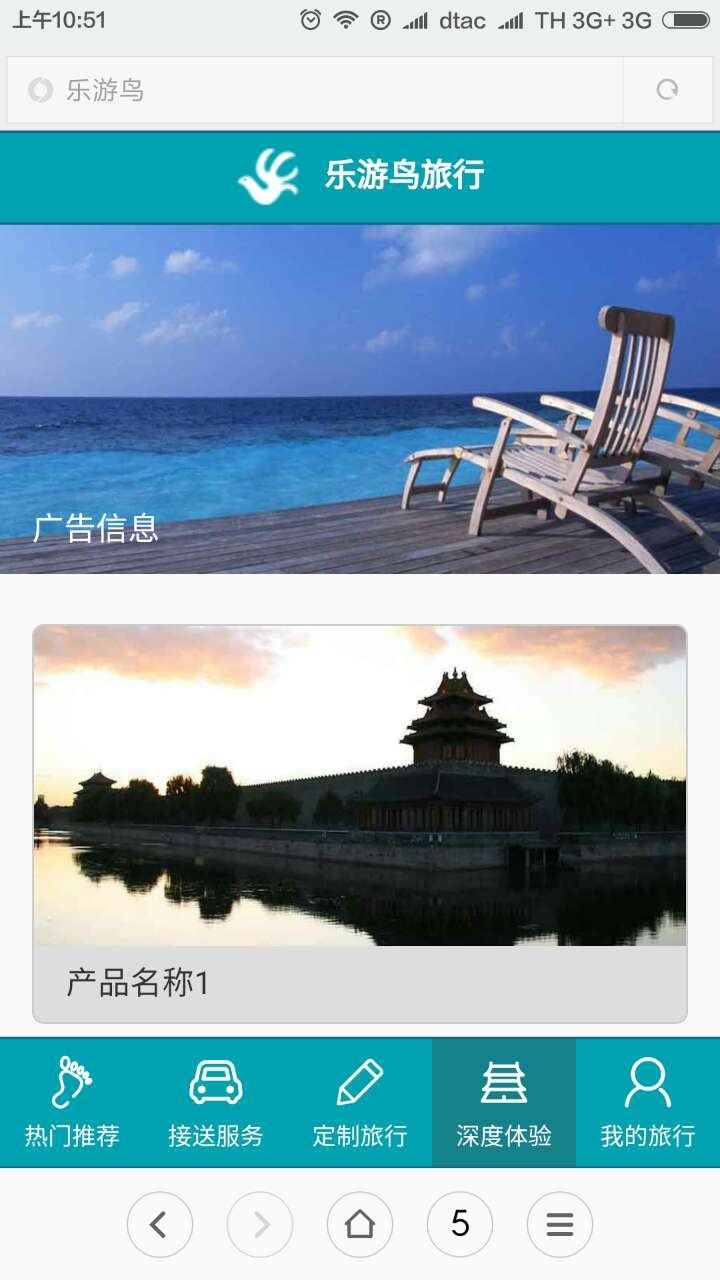 上午10:51
R
dtac
TH 3G+ 3G
乐游鸟
乐游鸟旅行
广告信息
产品名称1
热门推荐
接送服务
定制旅行
深度体验
我的旅行
5